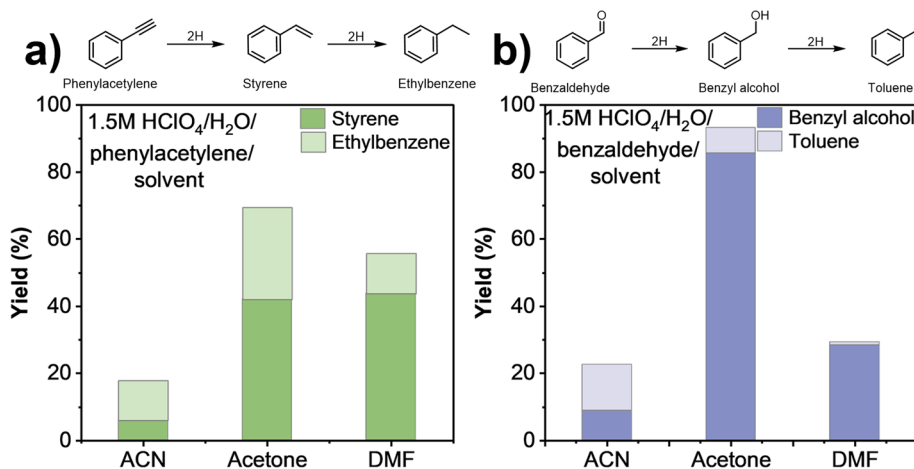 a)
2H
2H
Phenylacetylene
Styrene
Ethylbenzene
1.5M HClO₄/H₂O/
phenylacetylene/
solvent
Styrene
Ethylbenzene
Yield (%)
100
80
60
40
20
0
ACN
Acetone
DMF
b)
O
2H
OH
2H
Benzaldehyde
Benzyl alcohol
Toluene
1.5M HClO₄/H₂O/
benzaldehyde/
solvent
Benzyl alcohol
Toluene
Yield (%)
100
80
60
40
20
0
ACN
Acetone
DMF